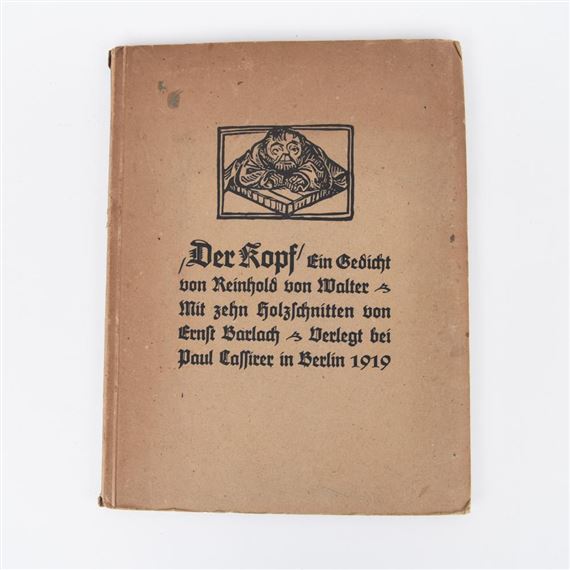 /Der Kopf/ Ein Gedicht
von Reinhold von Walter
Mit zehn Holzschnitten von
Ernst Barlach Verlegt bei
Paul Cassirer in Berlin 1919